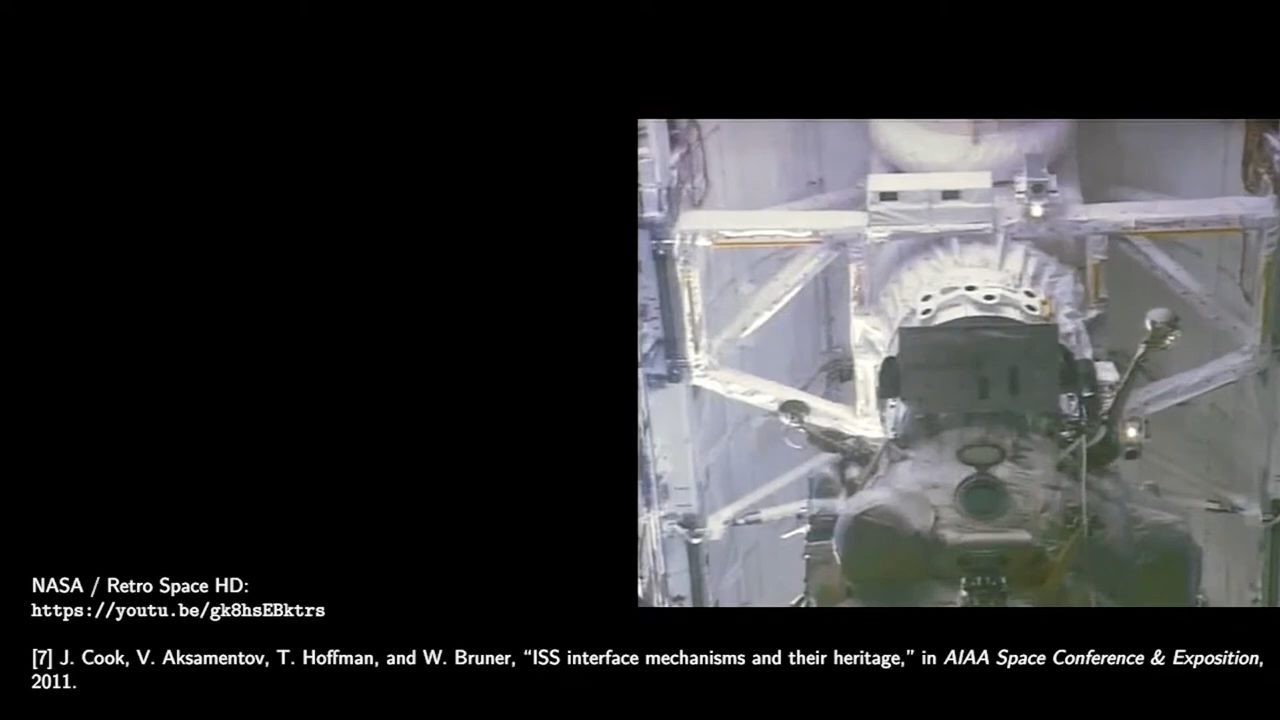 NASA / Retro Space HD:
https://youtu.be/gk8hsEBktrs
[7] J. Cook, V. Aksamentov, T. Hoffman, and W. Bruner, “ISS interface mechanisms and their heritage,” in AIAA Space Conference & Exposition,
2011.